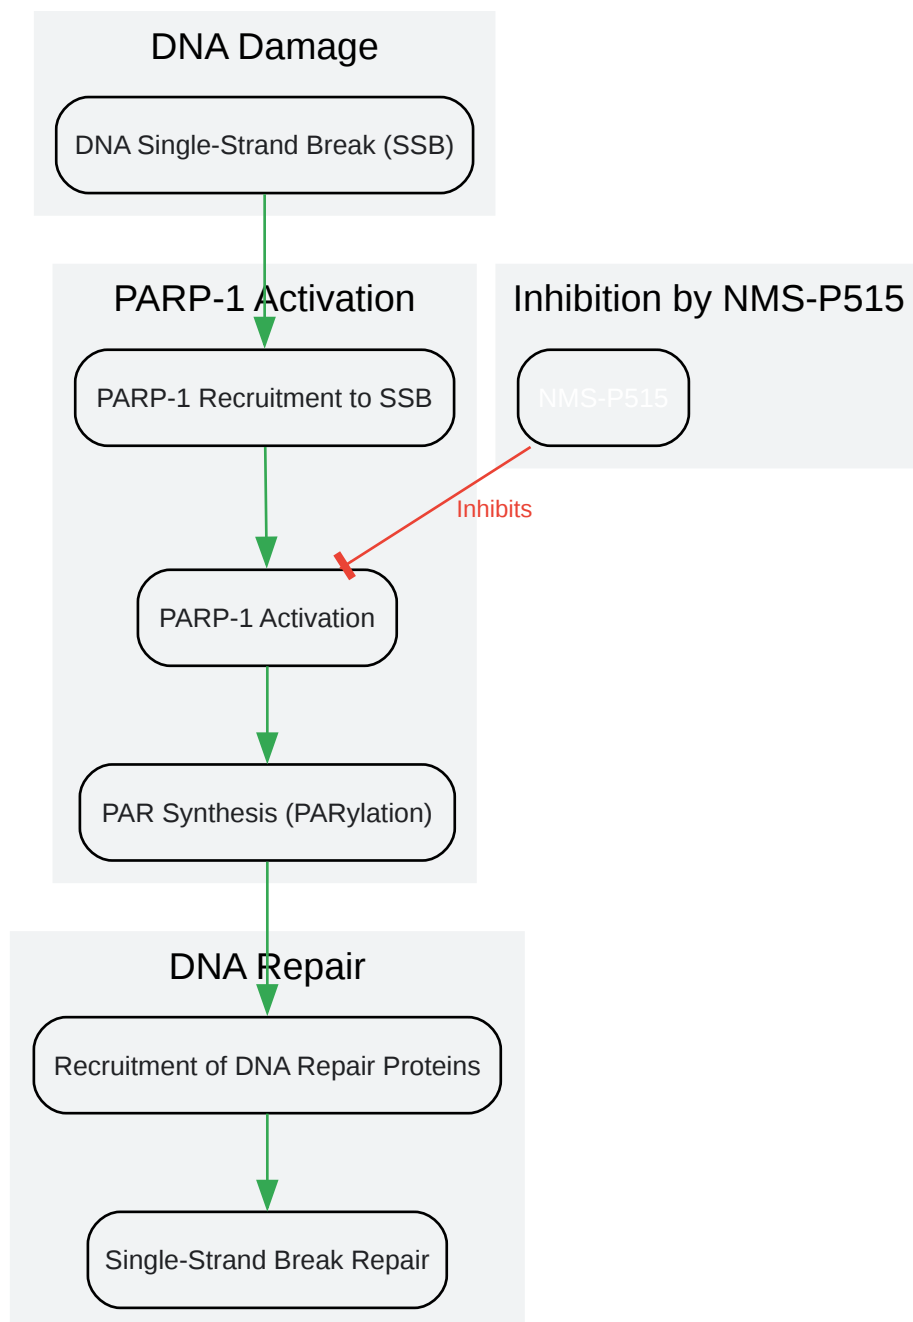 DNA Damage
DNA Single-Strand Break (SSB)
PARP-1 Activation
Inhibition by NMS-P515
PARP-1 Recruitment to SSB
NMS-P515
Inhibits
PARP-1 Activation
PAR Synthesis (PARylation)
DNA Repair
Recruitment of DNA Repair Proteins
Single-Strand Break Repair